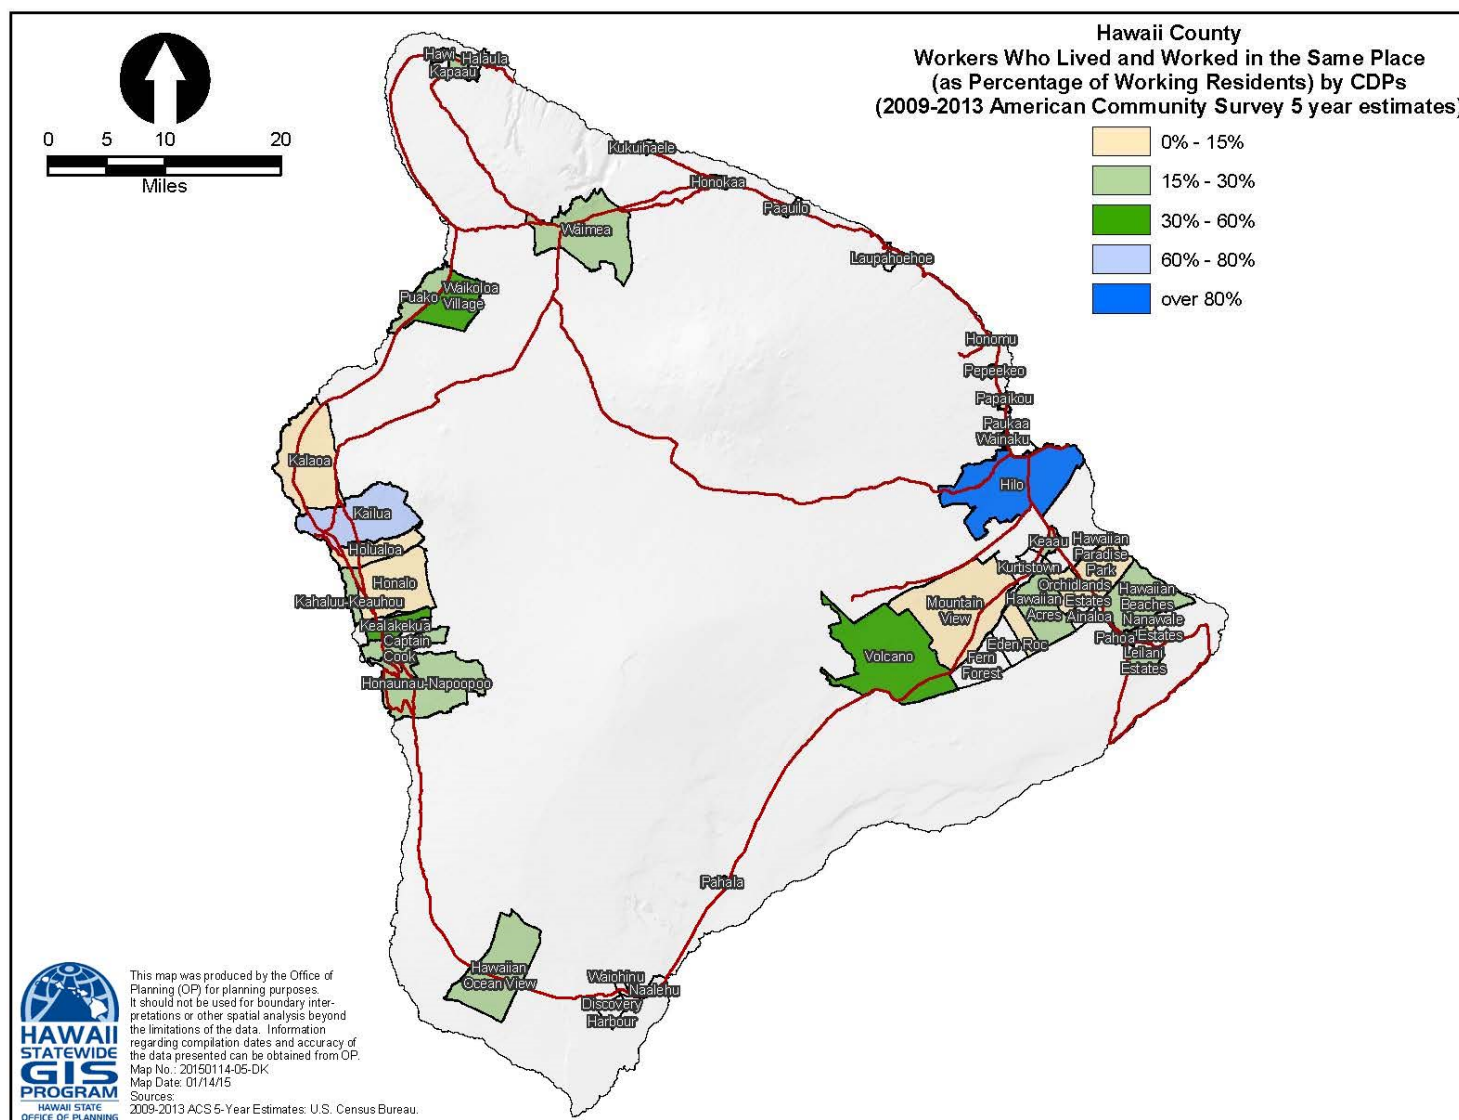 Hawaii County
Workers Who Lived and Worked in the Same Place
(as Percentage of Working Residents) by CDPs
(2009-2013 American Community Survey 5 year estimates)
0% - 15%
15% - 30%
30% - 60%
60% - 80%
over 80%
0 5 10 20
Miles
Hawi
Halaula
Kapaau
Kukuihaele
Honokaa
Paauilo
Waimea
Laupahoehoe
Puako
Waikoloa
Village
Honomu
Pepeekeo
Papaikou
Paukaa
Wainaku
Kalaoa
Hilo
Kailua
Holualoa
Keaau
Hawaiian
Paradise
Park
Kurtistown
Honalo
Orchidlands
Estates
Hawaiian
Beaches
Kahaluu-Keauhou
Mountain
View
Hawaiian
Acres
Ainaloa
Nanawale
Estates
Kealakekua
Captain
Cook
Pahoa
Eden Roc
Leilani
Estates
Volcano
Fern
Forest
Honaunau-Napoopoo
Pahala
Hawaiian
Ocean View
Waiohinu
Naalehu
Discovery
Harbour
HAWAII
STATEWIDE
GIS
PROGRAM
HAWAII STATE
OFFICE OF PLANNING
This map was produced by the Office of
Planning (OP) for planning purposes.
It should not be used for boundary inter-
pretations or other spatial analysis beyond
the limitations of the data. Information
regarding compilation dates and accuracy of
the data presented can be obtained from OP.
Map No.: 20150114-05-DK
Map Date: 01/14/15
Sources:
2009-2013 ACS 5-Year Estimates: U.S. Census Bureau.